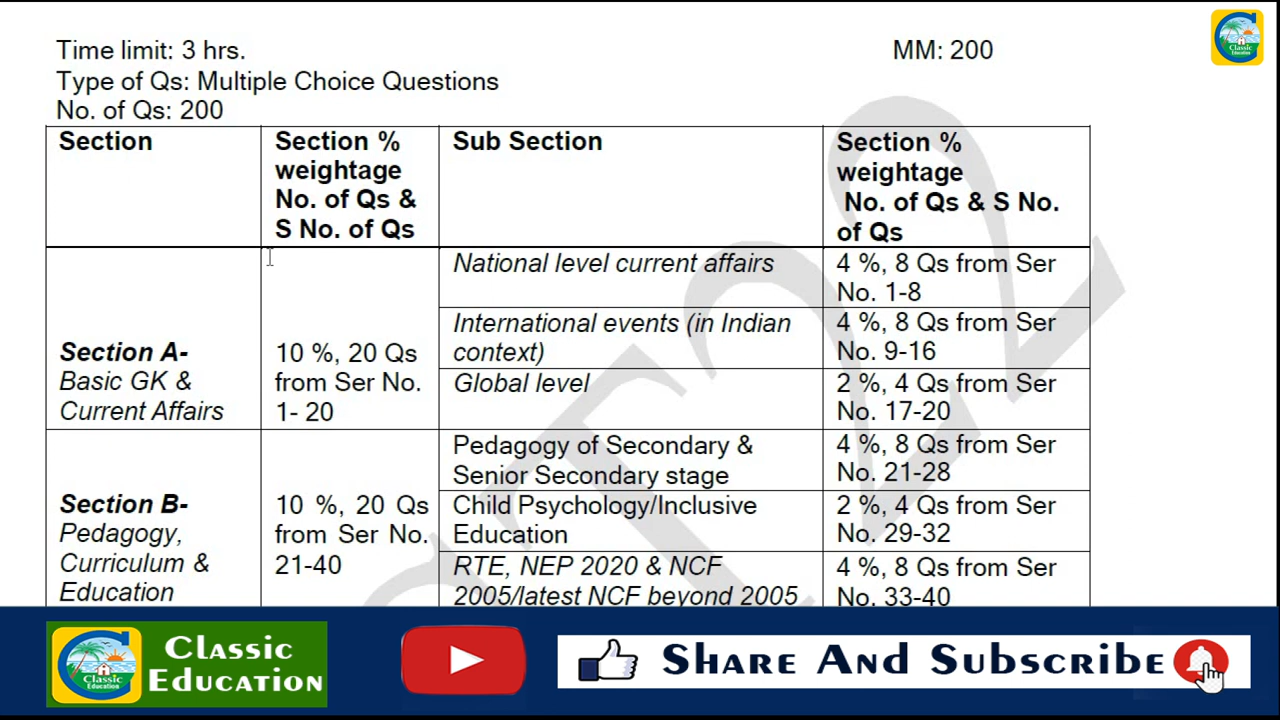 Time limit: 3 hrs.
MM: 200
Type of Qs: Multiple Choice Questions
No. of Qs: 200
Section
Section %
weightage
No. of Qs &
S No. of Qs
Sub Section
Section %
weightage
No. of Qs & S No.
of Qs
Section A-
Basic GK &
Current Affairs
10 %, 20 Qs
from Ser No.
1- 20
National level current affairs
4 %, 8 Qs from Ser
No. 1-8
International events (in Indian
context)
4 %, 8 Qs from Ser
No. 9-16
Global level
2 %, 4 Qs from Ser
No. 17-20
Section B-
Pedagogy,
Curriculum &
Education
10 %, 20 Qs
from Ser No.
21-40
Pedagogy of Secondary &
Senior Secondary stage
4 %, 8 Qs from Ser
No. 21-28
Child Psychology/Inclusive
Education
2 %, 4 Qs from Ser
No. 29-32
RTE, NEP 2020 & NCF
2005/latest NCF beyond 2005
4 %, 8 Qs from Ser
No. 33-40
Classic
Education
Classic
Education
Classic
Education
Share And Subscribe